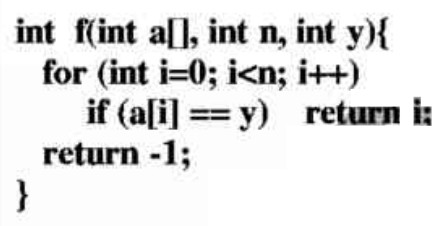 int f(int a[], int n, int y){
for (int i=0; i<n; i++)
if (a[i] == y) return i;
return -1;
}